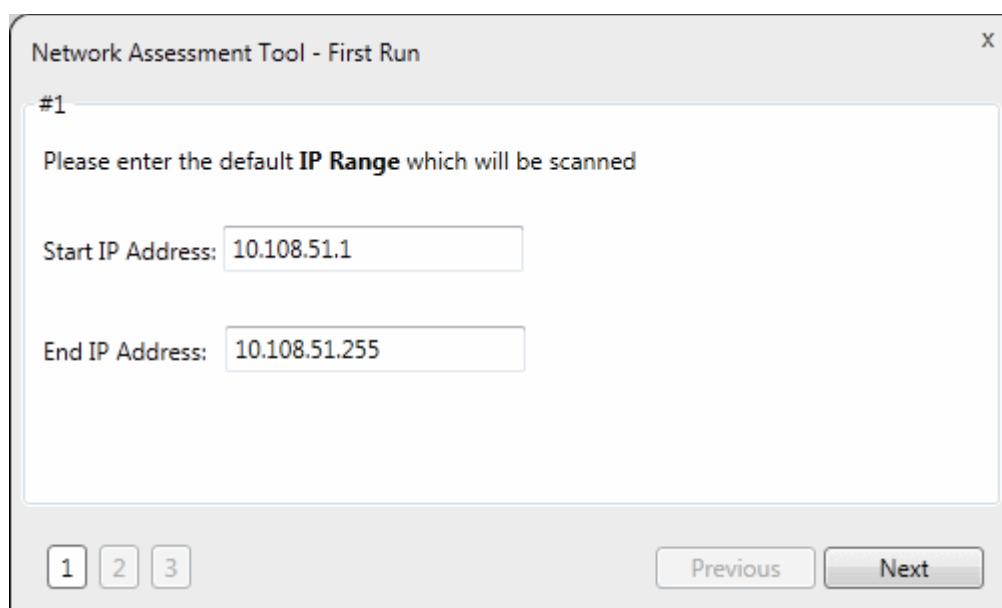 Network Assessment Tool - First Run
x
#1
Please enter the default IP Range which will be scanned
Start IP Address: 10.108.51.1
End IP Address: 10.108.51.255
1 2 3 Previous Next